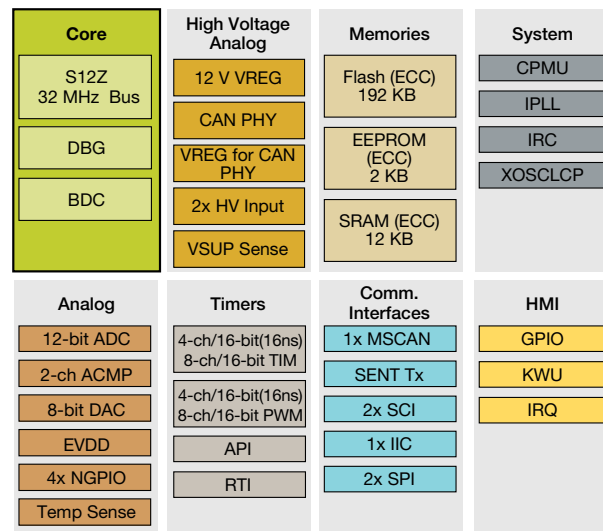 Core
S12Z
32 MHz Bus
DBG
BDC
High Voltage
Analog
12 V VREG
CAN PHY
VREG for CAN
PHY
2x HV Input
VSUP Sense
Memories
Flash (ECC)
192 KB
EEPROM
(ECC)
2 KB
SRAM (ECC)
12 KB
System
CPMU
IPLL
IRC
XOSCLCP
Analog
12-bit ADC
2-ch ACMP
8-bit DAC
EVDD
4x NGPIO
Temp Sense
Timers
4-ch/16-bit(16ns)
8-ch/16-bit TIM
4-ch/16-bit(16ns)
8-ch/16-bit PWM
API
RTI
Comm.
Interfaces
1x MSCAN
SENT Tx
2x SCI
1x IIC
2x SPI
HMI
GPIO
KWU
IRQ